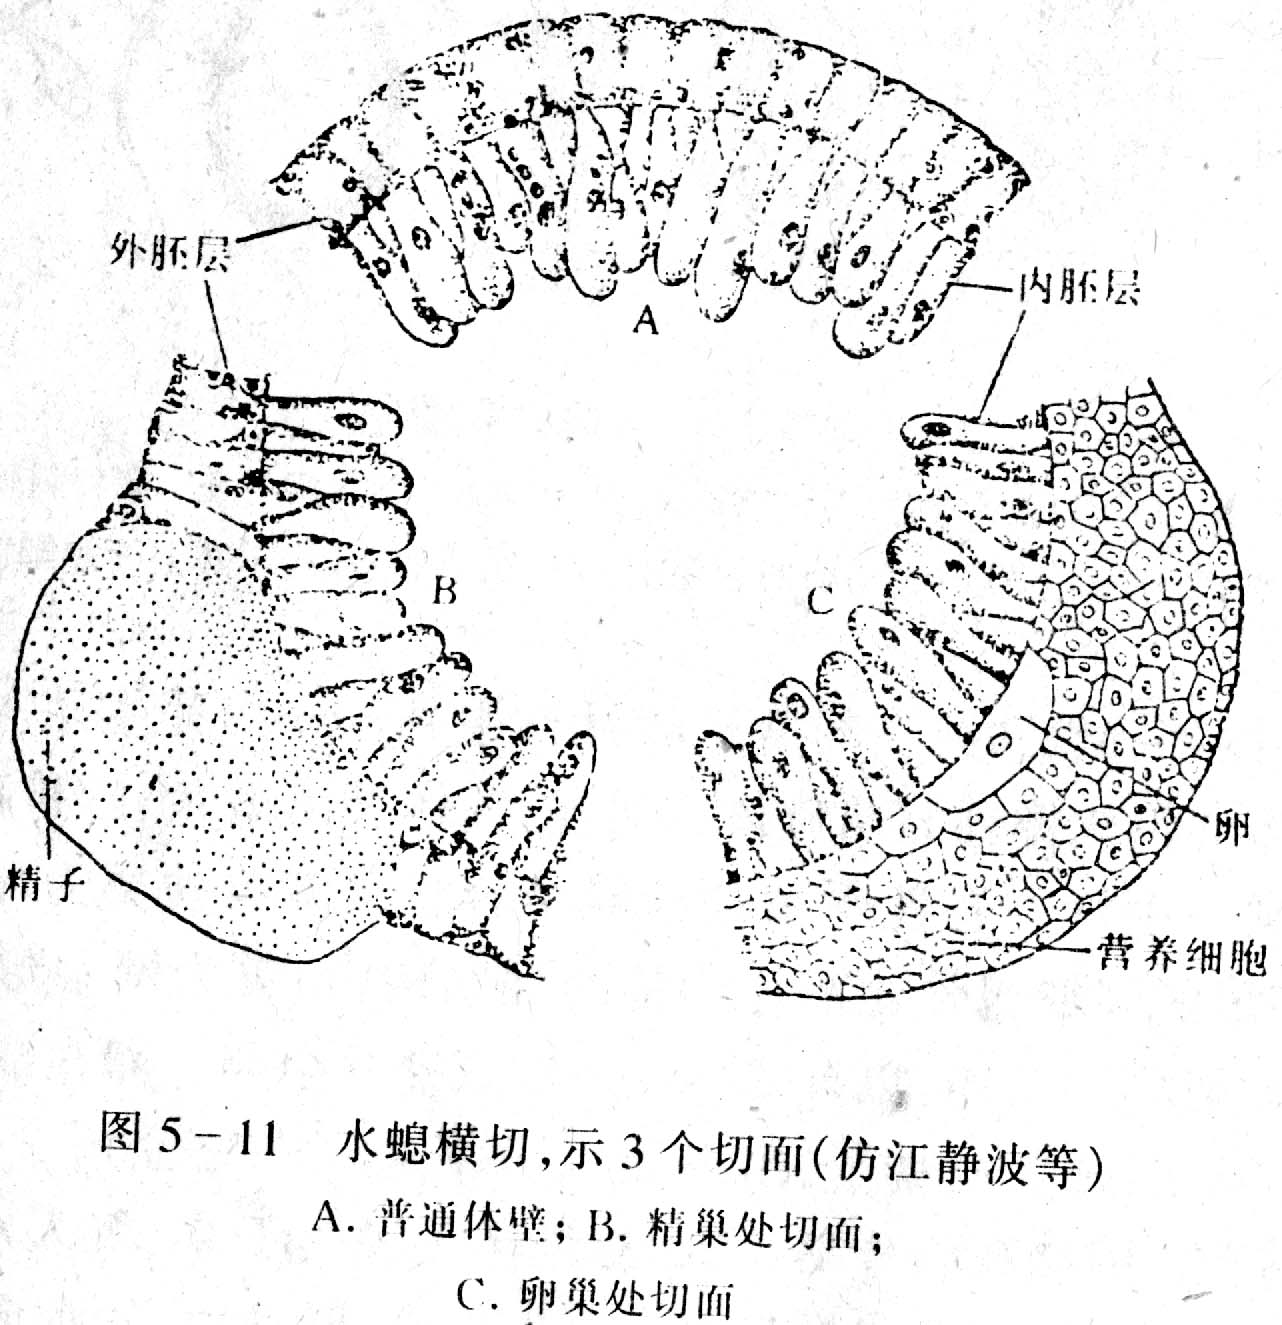 外胚层
A
内胚层
B
C
卵
精子
营养细胞
图 5-11 水螅横切,示 3 个切面(仿江静波等)
A. 普通体壁; B. 精巢处切面;
C. 卵巢处切面